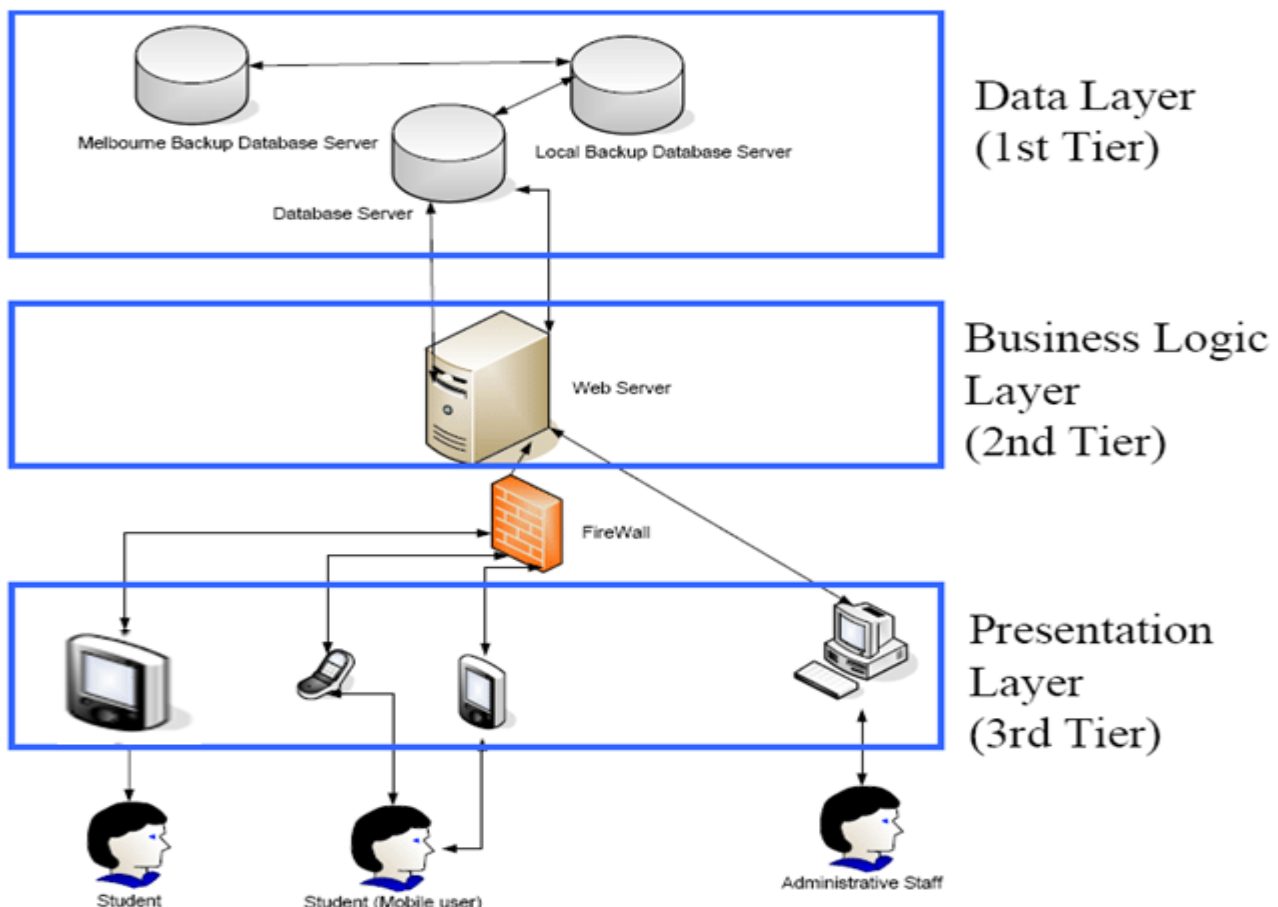 Melbourne Backup Database Server
Local Backup Database Server
Database Server
Data Layer
(1st Tier)
Web Server
Business Logic
Layer
(2nd Tier)
FireWall
Presentation
Layer
(3rd Tier)
Student
Student (Mobile user)
Administrative Staff